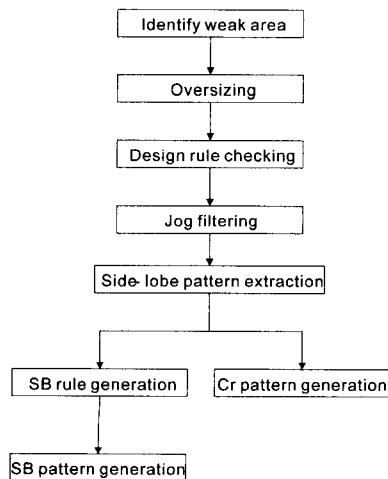 Identify weak area
Oversizing
Design rule checking
Jog filtering
Side- lobe pattern extraction
SB rule generation
Cr pattern generation
SB pattern generation